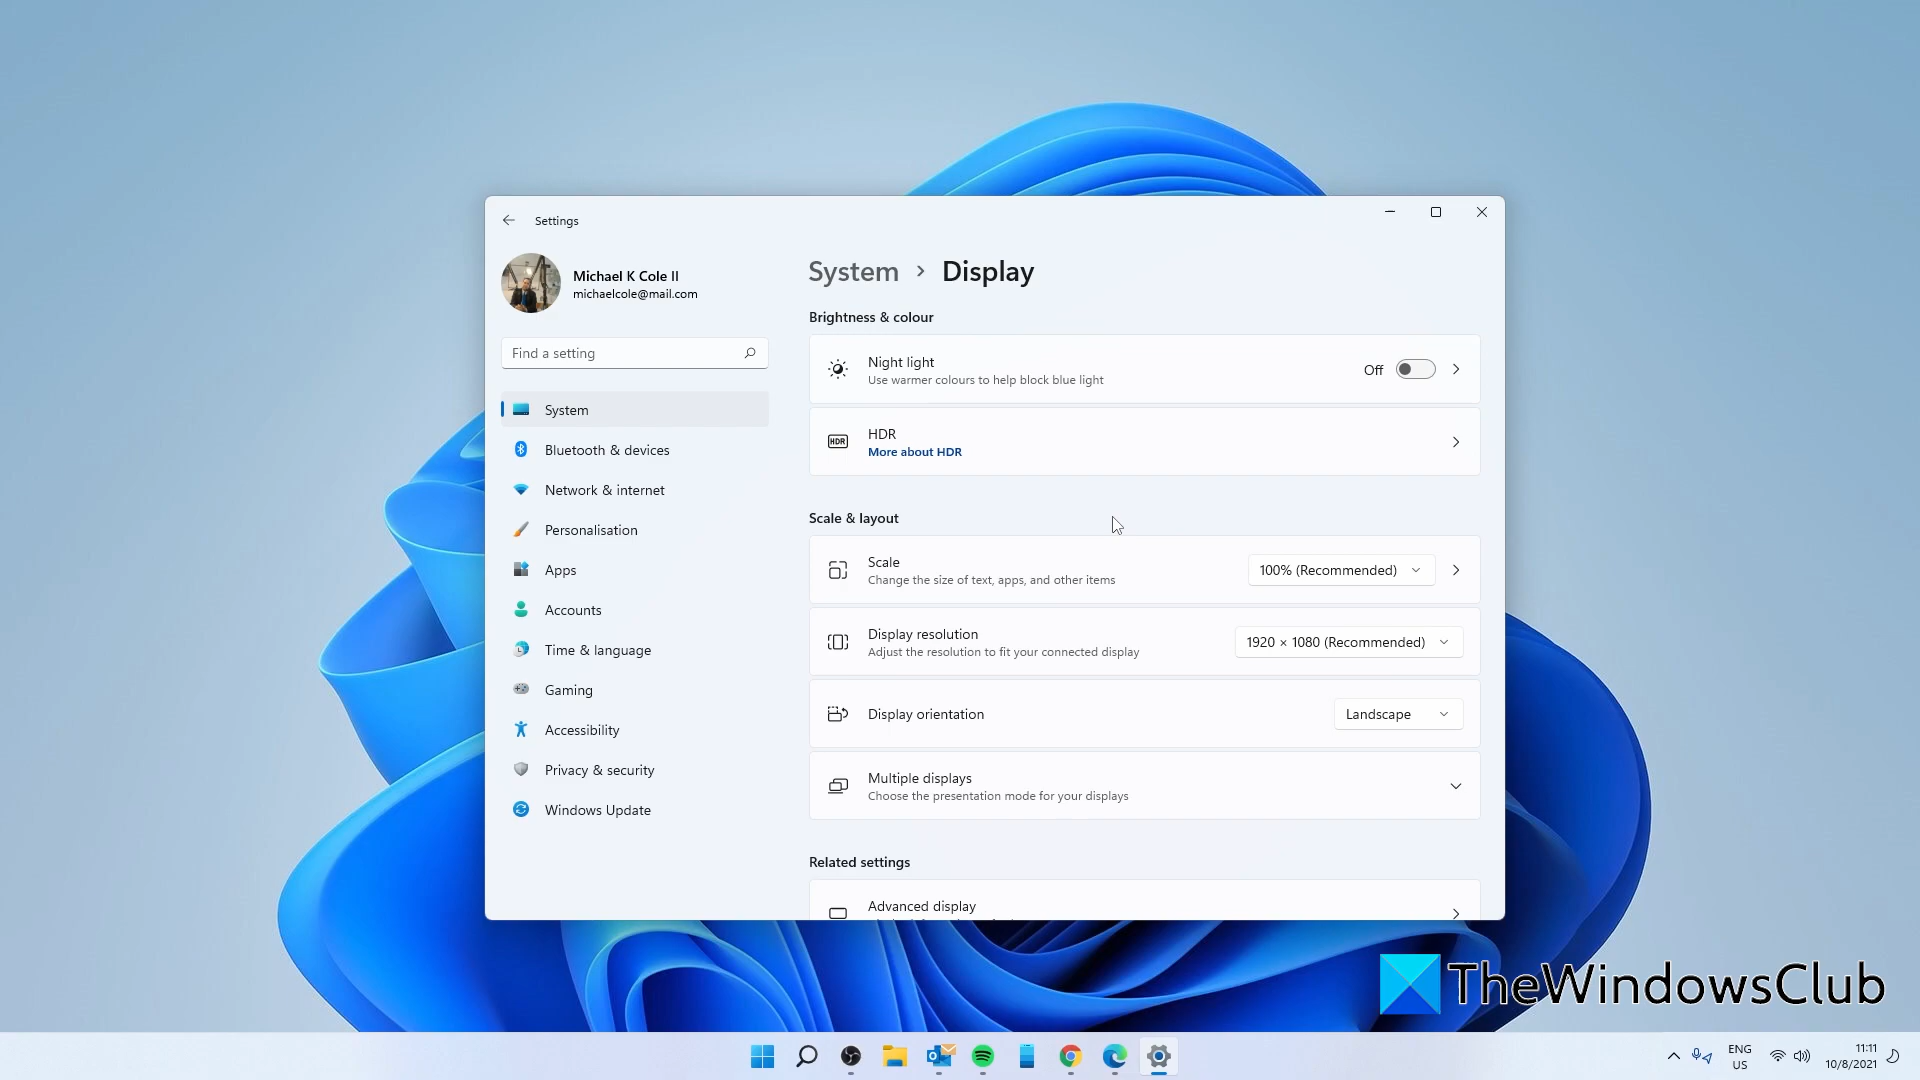 Settings
Michael K Cole II
michaelcole@mail.com
Find a setting
System
Bluetooth & devices
Network & internet
Personalisation
Apps
Accounts
Time & language
Gaming
Accessibility
Privacy & security
Windows Update
System > Display
Brightness & colour
Night light
Use warmer colours to help block blue light
Off
HDR
HDR
More about HDR
Scale & layout
Scale
Change the size of text, apps, and other items
100% (Recommended)
Display resolution
Adjust the resolution to fit your connected display
1920 × 1080 (Recommended)
Display orientation
Landscape
Multiple displays
Choose the presentation mode for your displays
Related settings
Advanced display
TheWindowsClub
ENG
US
11:11
10/8/2021